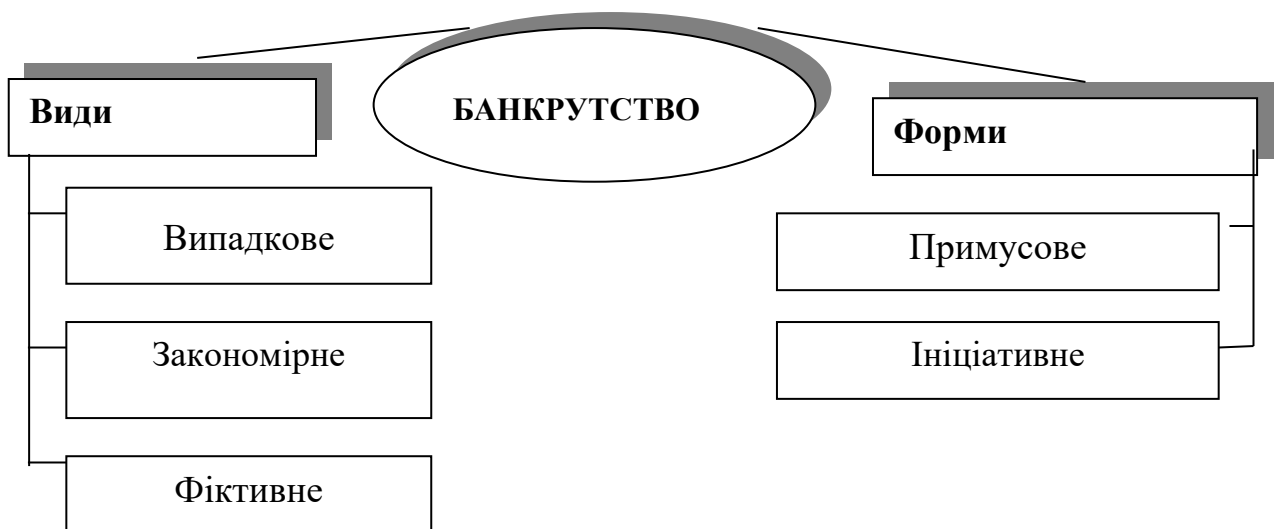 БАНКРУТСТВО
Види
Випадкове
Закономірне
Фіктивне
Форми
Примусове
Ініціативне